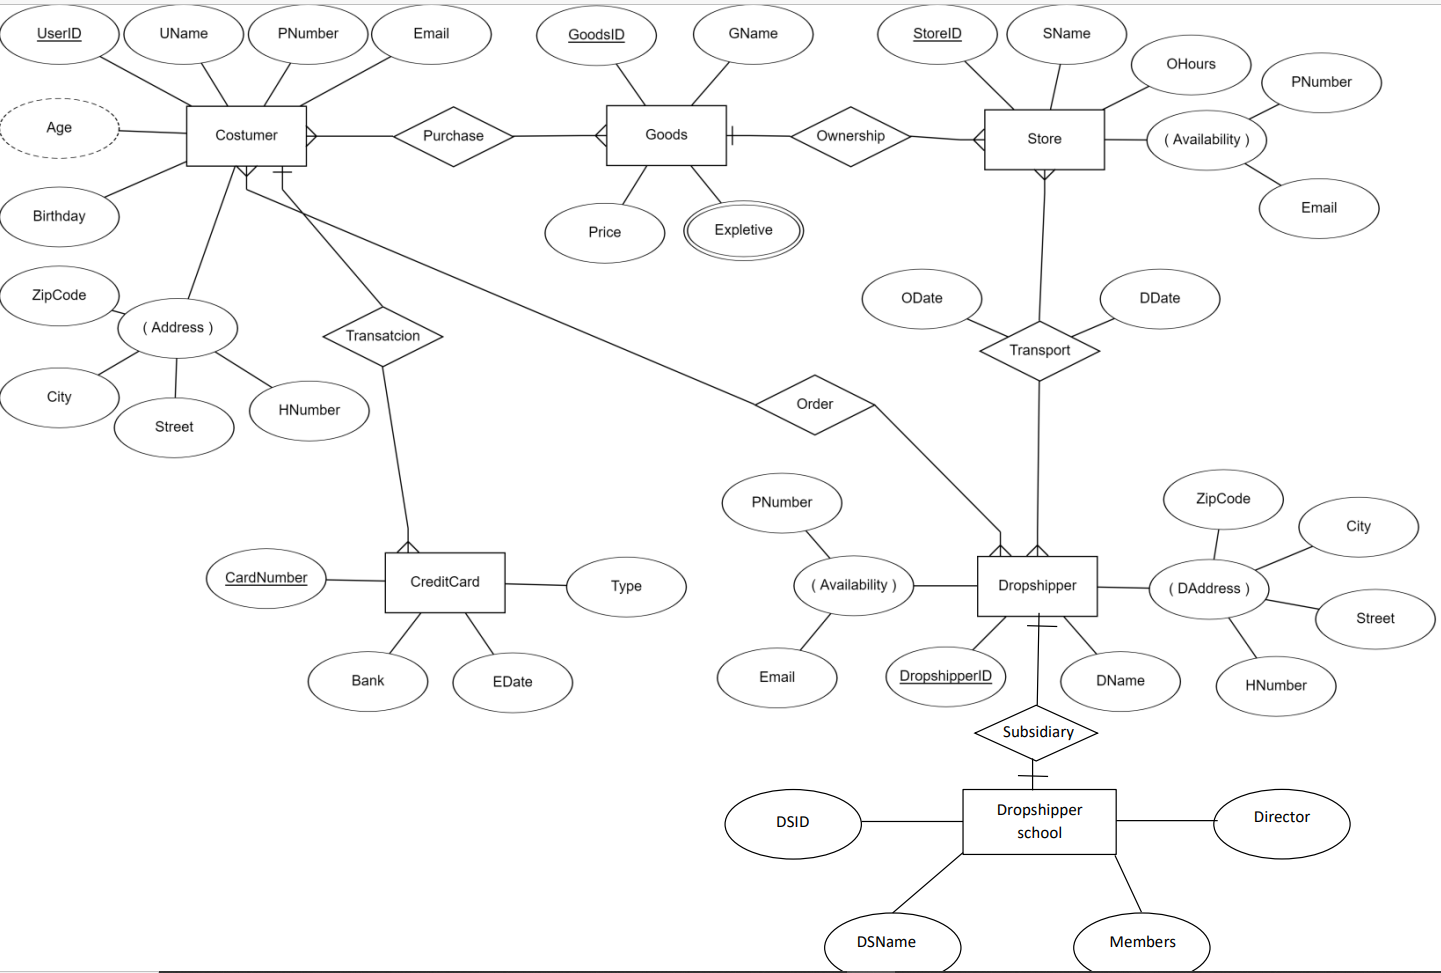 UserID
UName
PNumber
Email
GoodsID
GName
StoreID
SName
OHours
PNumber
Age
Costumer
Purchase
Goods
Ownership
Store
( Availability )
Birthday
Price
Expletive
Email
ZipCode
( Address )
Transatcion
ODate
DDate
Transport
City
Street
HNumber
Order
PNumber
ZipCode
City
CardNumber
CreditCard
Type
( Availability )
Dropshipper
( DAddress )
Street
Bank
EDate
Email
DropshipperID
DName
HNumber
Subsidiary
DSID
Dropshipper
school
Director
DSName
Members